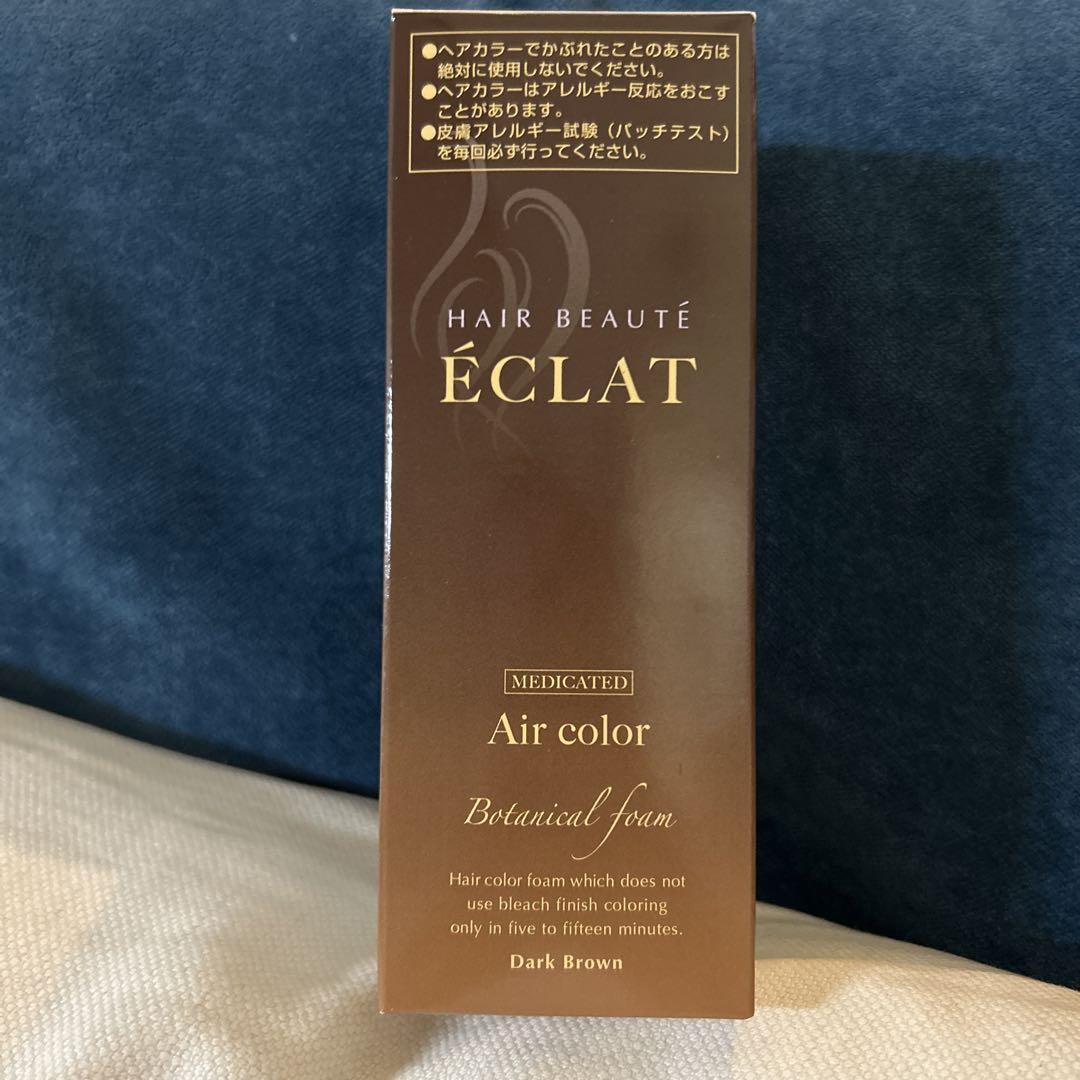 ●ヘアカラーでかぶれたことのある方は
絶対に使用しないでください。
●ヘアカラーはアレルギー反応をおこす
ことがあります。
●皮膚アレルギー試験（パッチテスト）
を毎回必ず行ってください。
HAIR BEAUTÉ
ÉCLAT
MEDICATED
Air color
Botanical foam
Hair color foam which does not
use bleach finish coloring
only in five to fifteen minutes.
Dark Brown